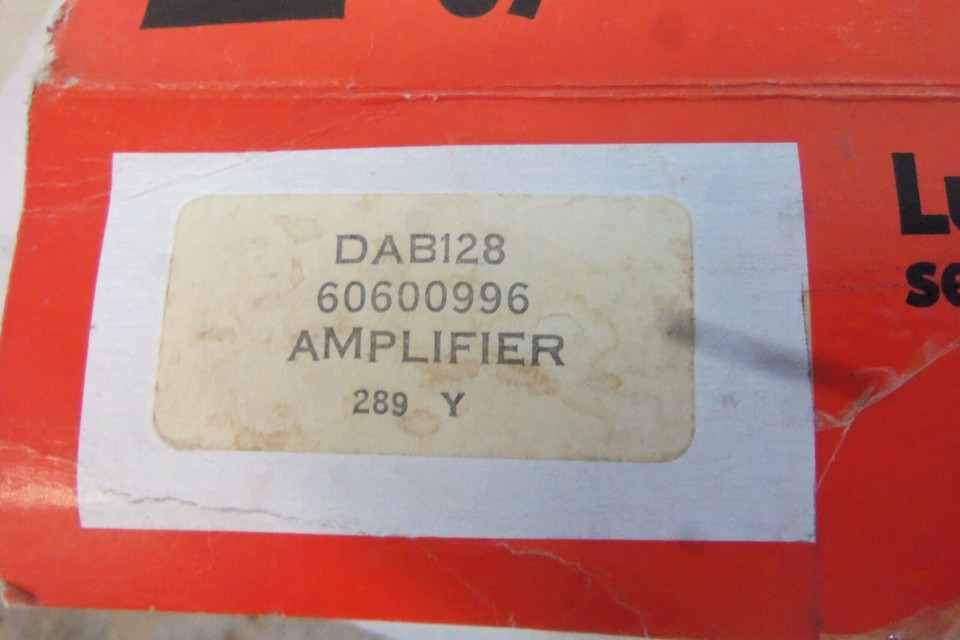 DAB128
60600996
AMPLIFIER
289 Y